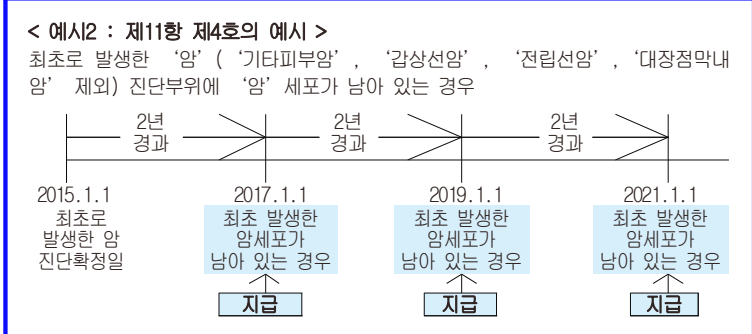 < 예시2 : 제11항 제4호의 예시 >
최초로 발생한 ‘암’ ( ‘기타피부암’, ‘갑상선암’, ‘전립선암’, ‘대장점막내
암’ 제외) 진단부위에 ‘암’ 세포가 남아 있는 경우
2년 2년 2년
경과 경과 경과
2015.1.1 2017.1.1 2019.1.1 2021.1.1
최초로 최초 발생한 최초 발생한 최초 발생한
발생한 암 암세포가 암세포가 암세포가
진단확정일 남아 있는 경우 남아 있는 경우 남아 있는 경우
지급 지급 지급